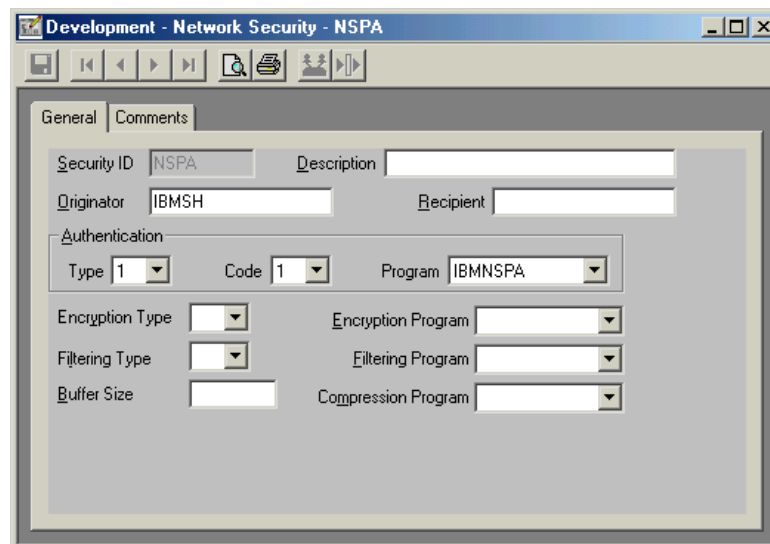 Development - Network Security - NSPA
General Comments
Security ID NSPA Description
Originator IBMSH Recipient
Authentication
Type 1 Code 1 Program IBMNSPA
Encryption Type Encryption Program
Filtering Type Filtering Program
Buffer Size Compression Program